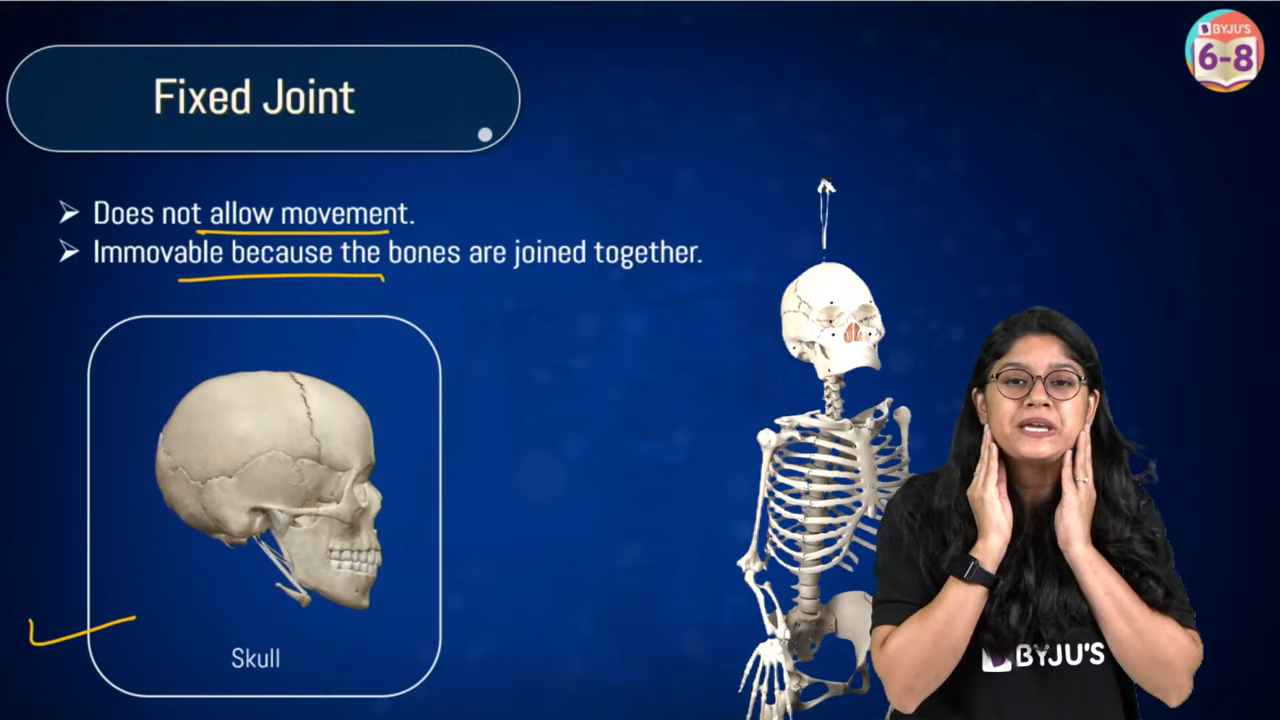 BYJU'S
6-8
Fixed Joint
Does not allow movement.
Immovable because the bones are joined together.
Skull
BYJU'S